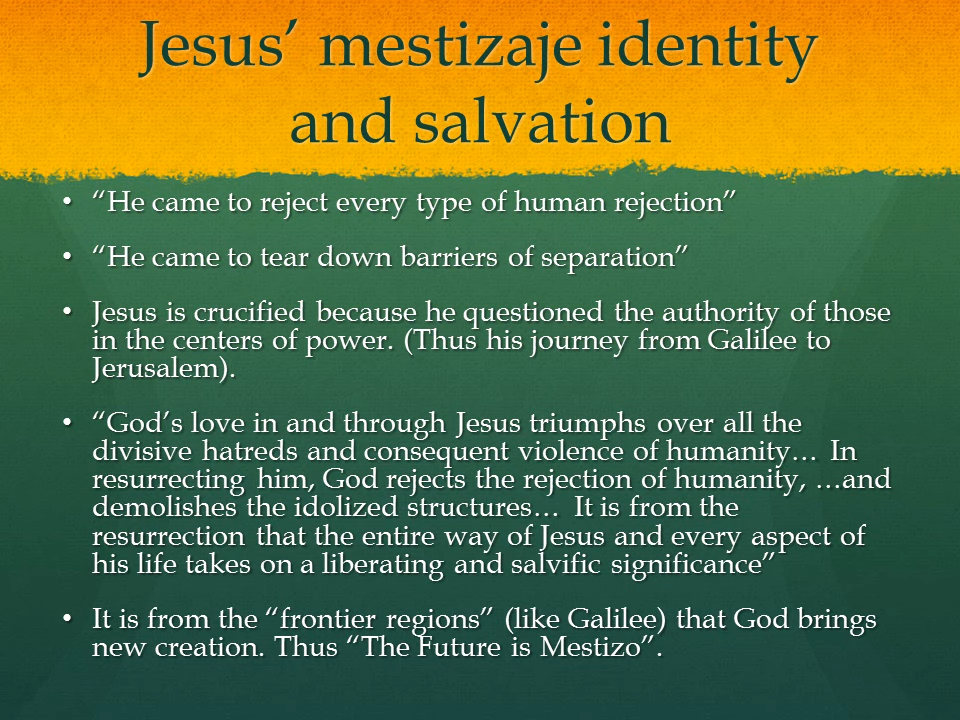 Jesus’ mestizaje identity
and salvation
• “He came to reject every type of human rejection”
• “He came to tear down barriers of separation”
• Jesus is crucified because he questioned the authority of those
in the centers of power. (Thus his journey from Galilee to
Jerusalem).
• “God’s love in and through Jesus triumphs over all the
divisive hatreds and consequent violence of humanity… In
resurrecting him, God rejects the rejection of humanity, …and
demolishes the idolized structures… It is from the
resurrection that the entire way of Jesus and every aspect of
his life takes on a liberating and salvific significance”
• It is from the “frontier regions” (like Galilee) that God brings
new creation. Thus “The Future is Mestizo”.